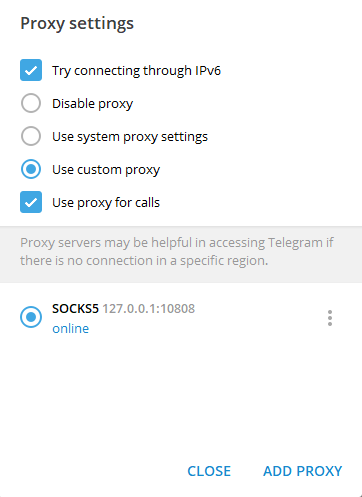 Proxy settings
Try connecting through IPv6
Disable proxy
Use system proxy settings
Use custom proxy
Use proxy for calls
Proxy servers may be helpful in accessing Telegram if
there is no connection in a specific region.
SOCKS5 127.0.0.1:10808
online
CLOSE ADD PROXY